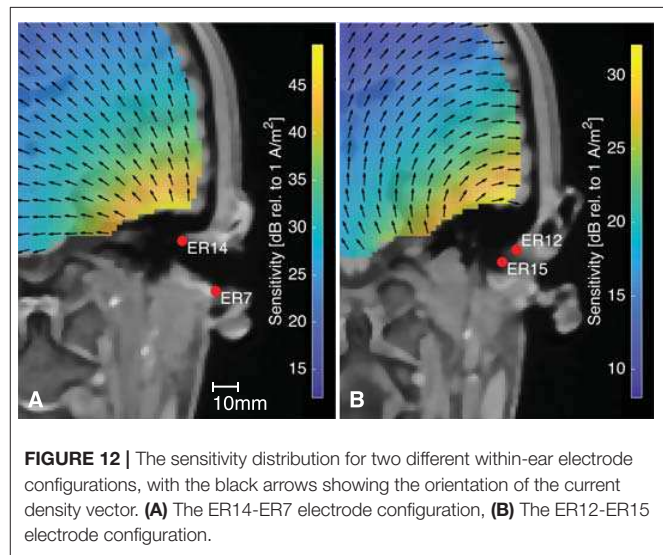 45
40
35
30
25
20
15
Sensitivity [dB rel. to 1 A/m²]
ER14
ER7
A
10mm
30
25
20
15
10
Sensitivity [dB rel. to 1 A/m²]
ER12
ER15
B
FIGURE 12 | The sensitivity distribution for two different within-ear electrode
configurations, with the black arrows showing the orientation of the current
density vector. (A) The ER14-ER7 electrode configuration, (B) The ER12-ER15
electrode configuration.